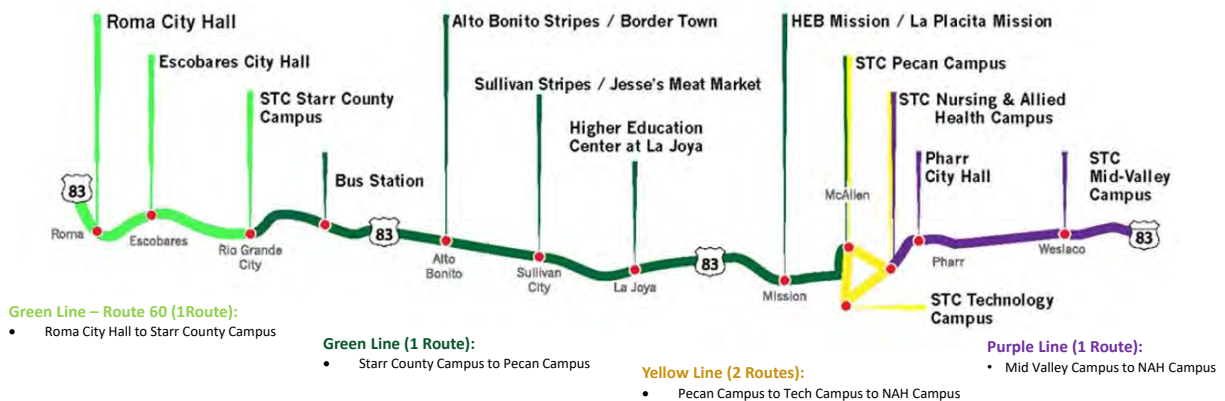 Roma City Hall
Alto Bonito Stripes / Border Town
HEB Mission / La Placita Mission
Escobares City Hall
STC Pecan Campus
Sullivan Stripes / Jesse's Meat Market
STC Starr County
Campus
STC Nursing & Allied
Health Campus
Higher Education
Center at La Joya
Bus Station
Pharr
City Hall
STC
Mid-Valley
Campus
83
McAllen
Roma
Escobares
Rio Grande
City
83
Alto
Bonito
Sullivan
City
La Joya
83
Mission
Pharr
Weslaco
83
STC Technology
Campus
Green Line – Route 60 (1Route):
• Roma City Hall to Starr County Campus
Green Line (1 Route):
• Starr County Campus to Pecan Campus
Yellow Line (2 Routes):
• Pecan Campus to Tech Campus to NAH Campus
Purple Line (1 Route):
• Mid Valley Campus to NAH Campus